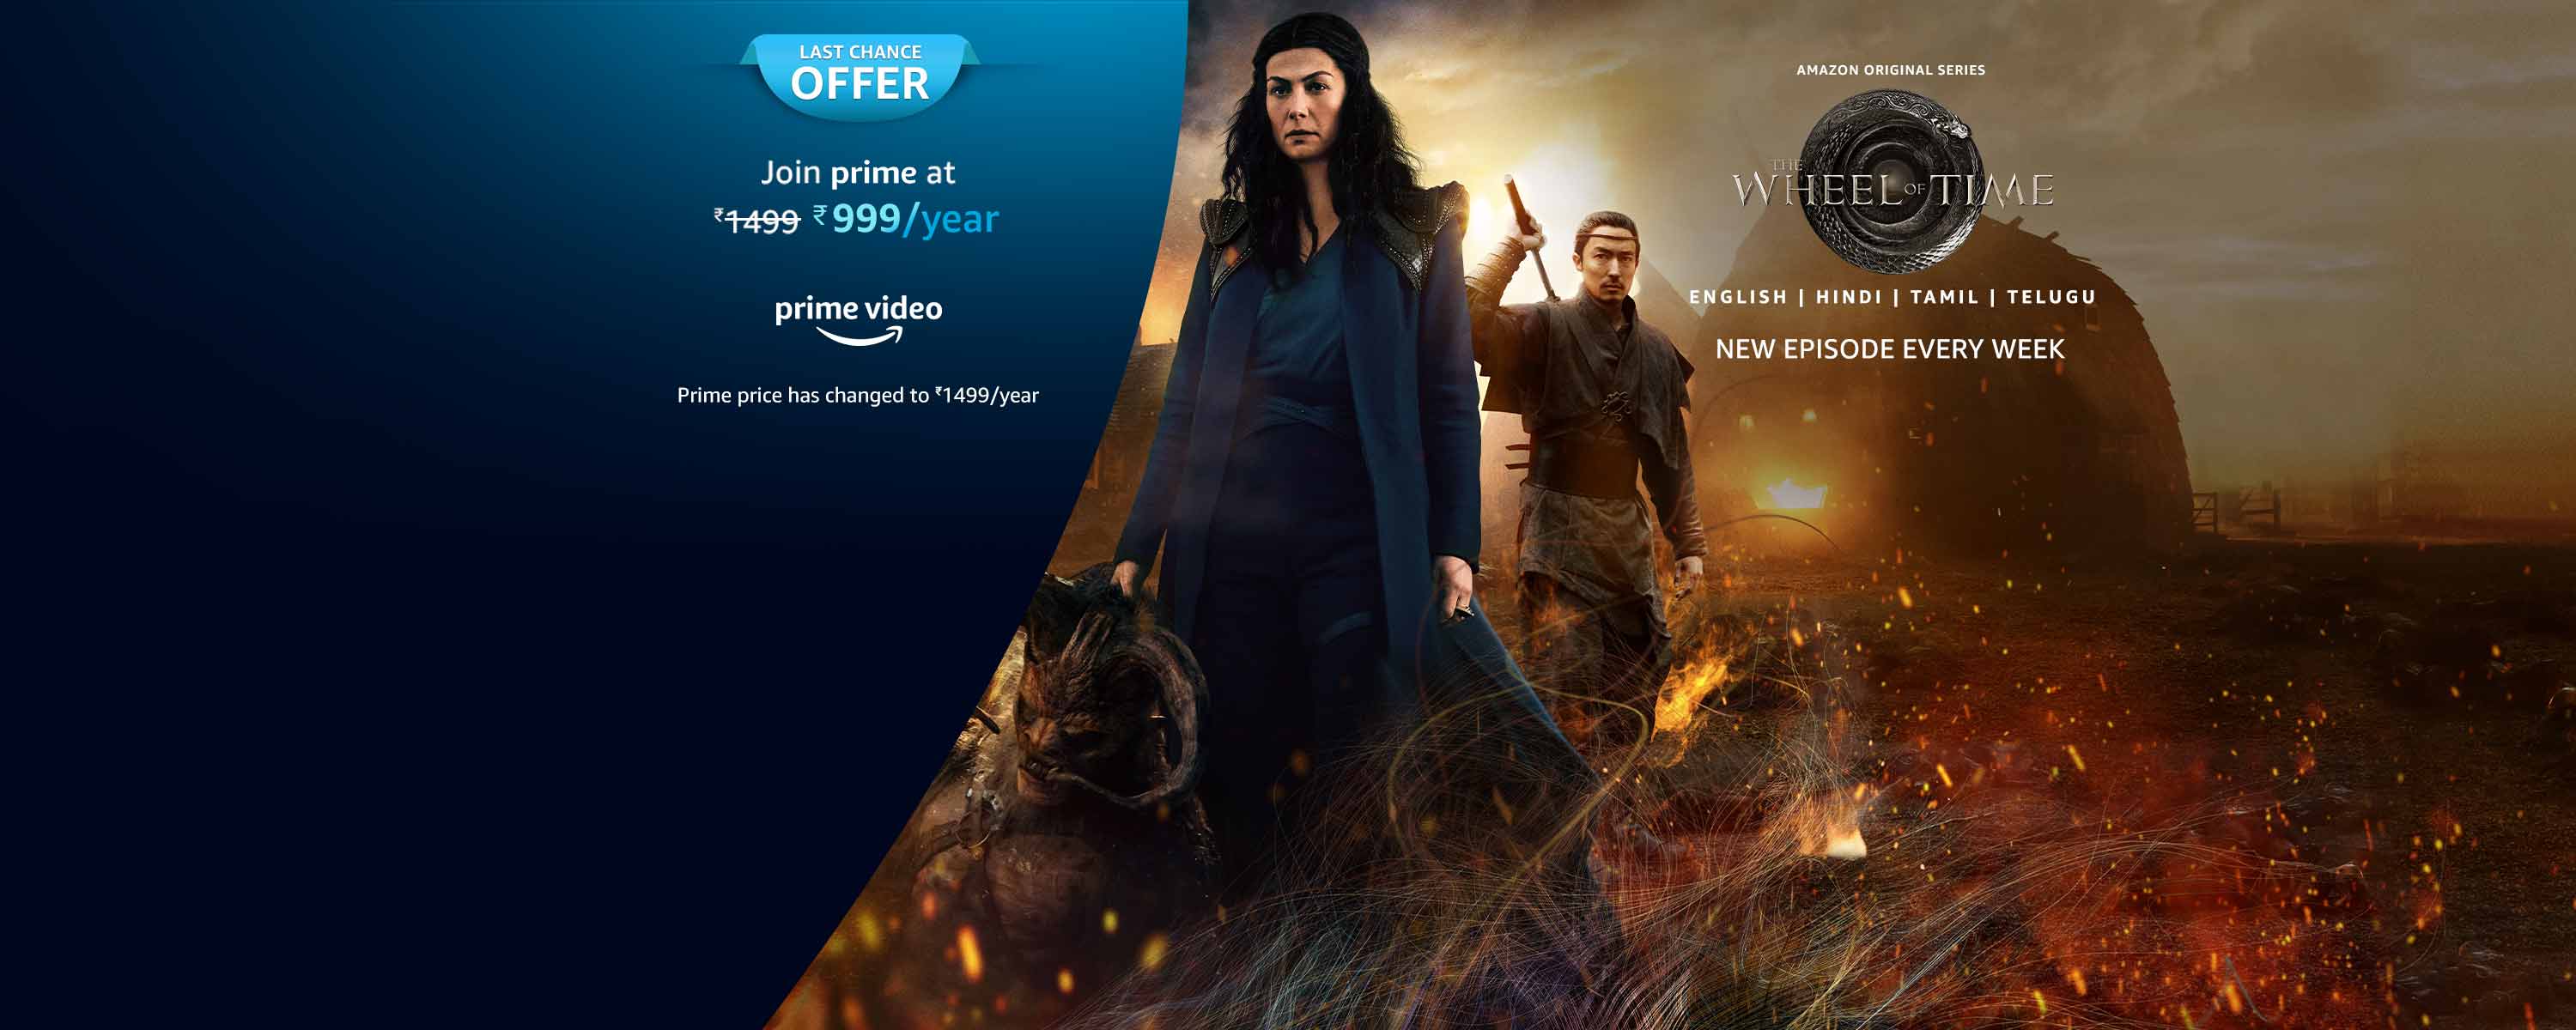 LAST CHANCE
OFFER
Join prime at
₹1499 ₹999/year
prime video
Prime price has changed to ₹1499/year
AMAZON ORIGINAL SERIES
THE
WHEEL OF TIME
ENGLISH | HINDI | TAMIL | TELUGU
NEW EPISODE EVERY WEEK